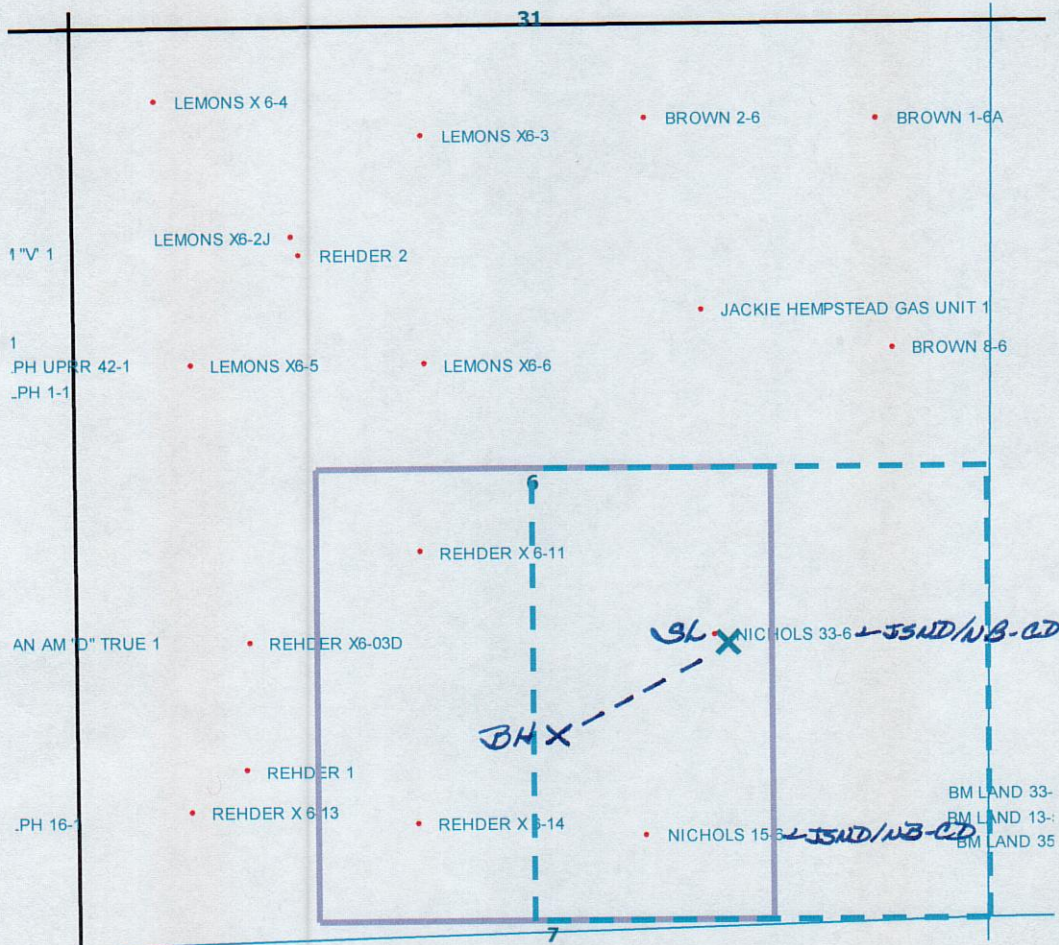 31
LEMONS X 6-4
BROWN 2-6
BROWN 1-6A
LEMONS X6-3
LEMONS X6-2J
1 "V" 1
REHDER 2
JACKIE HEMPSTEAD GAS UNIT 1
1
BROWN 8-6
PH UPRR 42-1
LEMONS X6-5
LEMONS X6-6
PH 1-1
6
REHDER X 6-11
SL NICHOLS 33-6 ← JSND/NB-CD
AN AM "D" TRUE 1
REHDER X6-03D
BH
REHDER 1
BM LAND 33-
REHDER X 6-13
BM LAND 13-
PH 16-1
REHDER X 6-14
NICHOLS 15-6 ← JSND/NB-CD
BM LAND 35
7